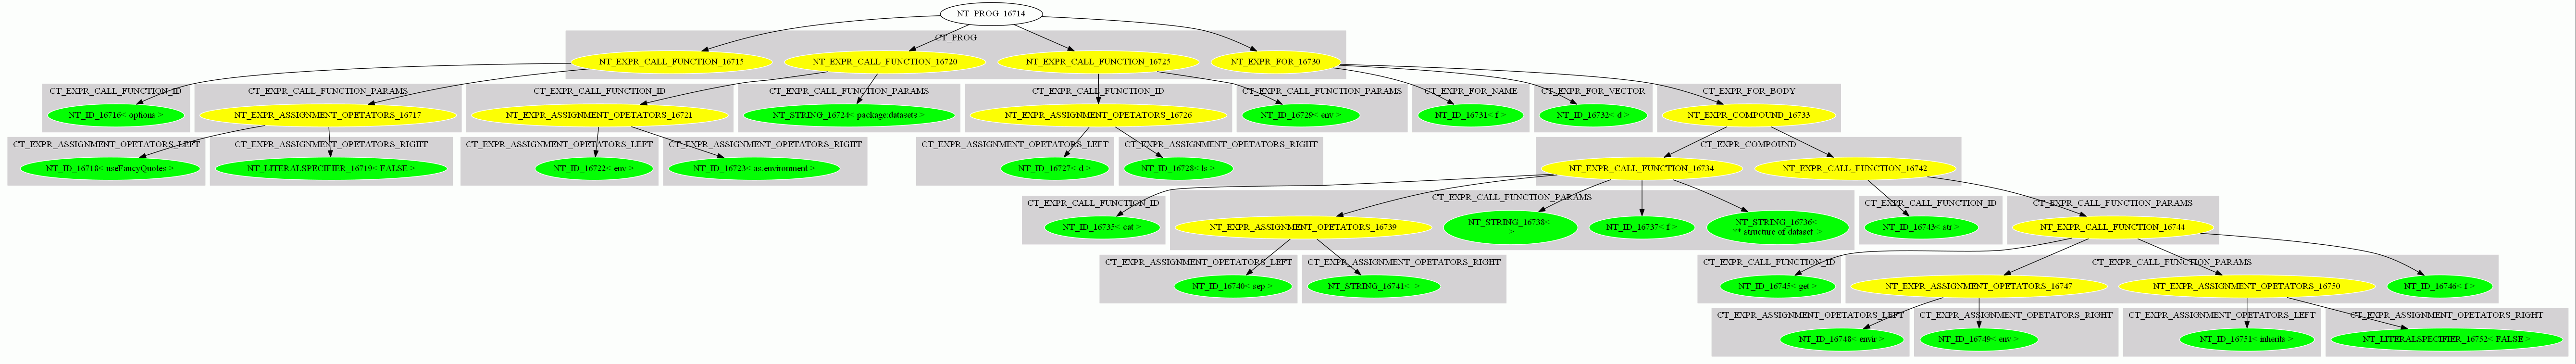 NT_PROG_16714
CT_PROG
NT_EXPR_CALL_FUNCTION_16715
NT_EXPR_CALL_FUNCTION_16720
NT_EXPR_CALL_FUNCTION_16725
NT_EXPR_FOR_16730
CT_EXPR_CALL_FUNCTION_ID
CT_EXPR_CALL_FUNCTION_PARAMS
CT_EXPR_CALL_FUNCTION_ID
CT_EXPR_CALL_FUNCTION_PARAMS
CT_EXPR_CALL_FUNCTION_ID
CT_EXPR_CALL_FUNCTION_PARAMS
CT_EXPR_FOR_NAME
CT_EXPR_FOR_VECTOR
CT_EXPR_FOR_BODY
NT_ID_16716< options >
NT_EXPR_ASSIGNMENT_OPETATORS_16717
NT_EXPR_ASSIGNMENT_OPETATORS_16721
NT_STRING_16724< package:datasets >
NT_EXPR_ASSIGNMENT_OPETATORS_16726
NT_ID_16729< env >
NT_ID_16731< f >
NT_ID_16732< d >
NT_EXPR_COMPOUND_16733
CT_EXPR_ASSIGNMENT_OPETATORS_LEFT
CT_EXPR_ASSIGNMENT_OPETATORS_RIGHT
CT_EXPR_ASSIGNMENT_OPETATORS_LEFT
CT_EXPR_ASSIGNMENT_OPETATORS_RIGHT
CT_EXPR_ASSIGNMENT_OPETATORS_LEFT
CT_EXPR_ASSIGNMENT_OPETATORS_RIGHT
CT_EXPR_COMPOUND
NT_ID_16718< useFancyQuotes >
NT_LITERALSPECIFIER_16719< FALSE >
NT_ID_16722< env >
NT_ID_16723< as.environment >
NT_ID_16727< d >
NT_ID_16728< ls >
NT_EXPR_CALL_FUNCTION_16734
NT_EXPR_CALL_FUNCTION_16742
CT_EXPR_CALL_FUNCTION_ID
CT_EXPR_CALL_FUNCTION_PARAMS
CT_EXPR_CALL_FUNCTION_ID
CT_EXPR_CALL_FUNCTION_PARAMS
NT_ID_16735< cat >
NT_EXPR_ASSIGNMENT_OPETATORS_16739
NT_STRING_16738<
>
NT_ID_16737< f >
NT_STRING_16736<
** structure of dataset >
NT_ID_16743< str >
NT_EXPR_CALL_FUNCTION_16744
CT_EXPR_ASSIGNMENT_OPETATORS_LEFT
CT_EXPR_ASSIGNMENT_OPETATORS_RIGHT
CT_EXPR_CALL_FUNCTION_ID
CT_EXPR_CALL_FUNCTION_PARAMS
NT_ID_16740< sep >
NT_STRING_16741< >
NT_ID_16745< get >
NT_EXPR_ASSIGNMENT_OPETATORS_16747
NT_EXPR_ASSIGNMENT_OPETATORS_16750
NT_ID_16746< f >
CT_EXPR_ASSIGNMENT_OPETATORS_LEFT
CT_EXPR_ASSIGNMENT_OPETATORS_RIGHT
CT_EXPR_ASSIGNMENT_OPETATORS_LEFT
CT_EXPR_ASSIGNMENT_OPETATORS_RIGHT
NT_ID_16748< envir >
NT_ID_16749< env >
NT_ID_16751< inherits >
NT_LITERALSPECIFIER_16752< FALSE >